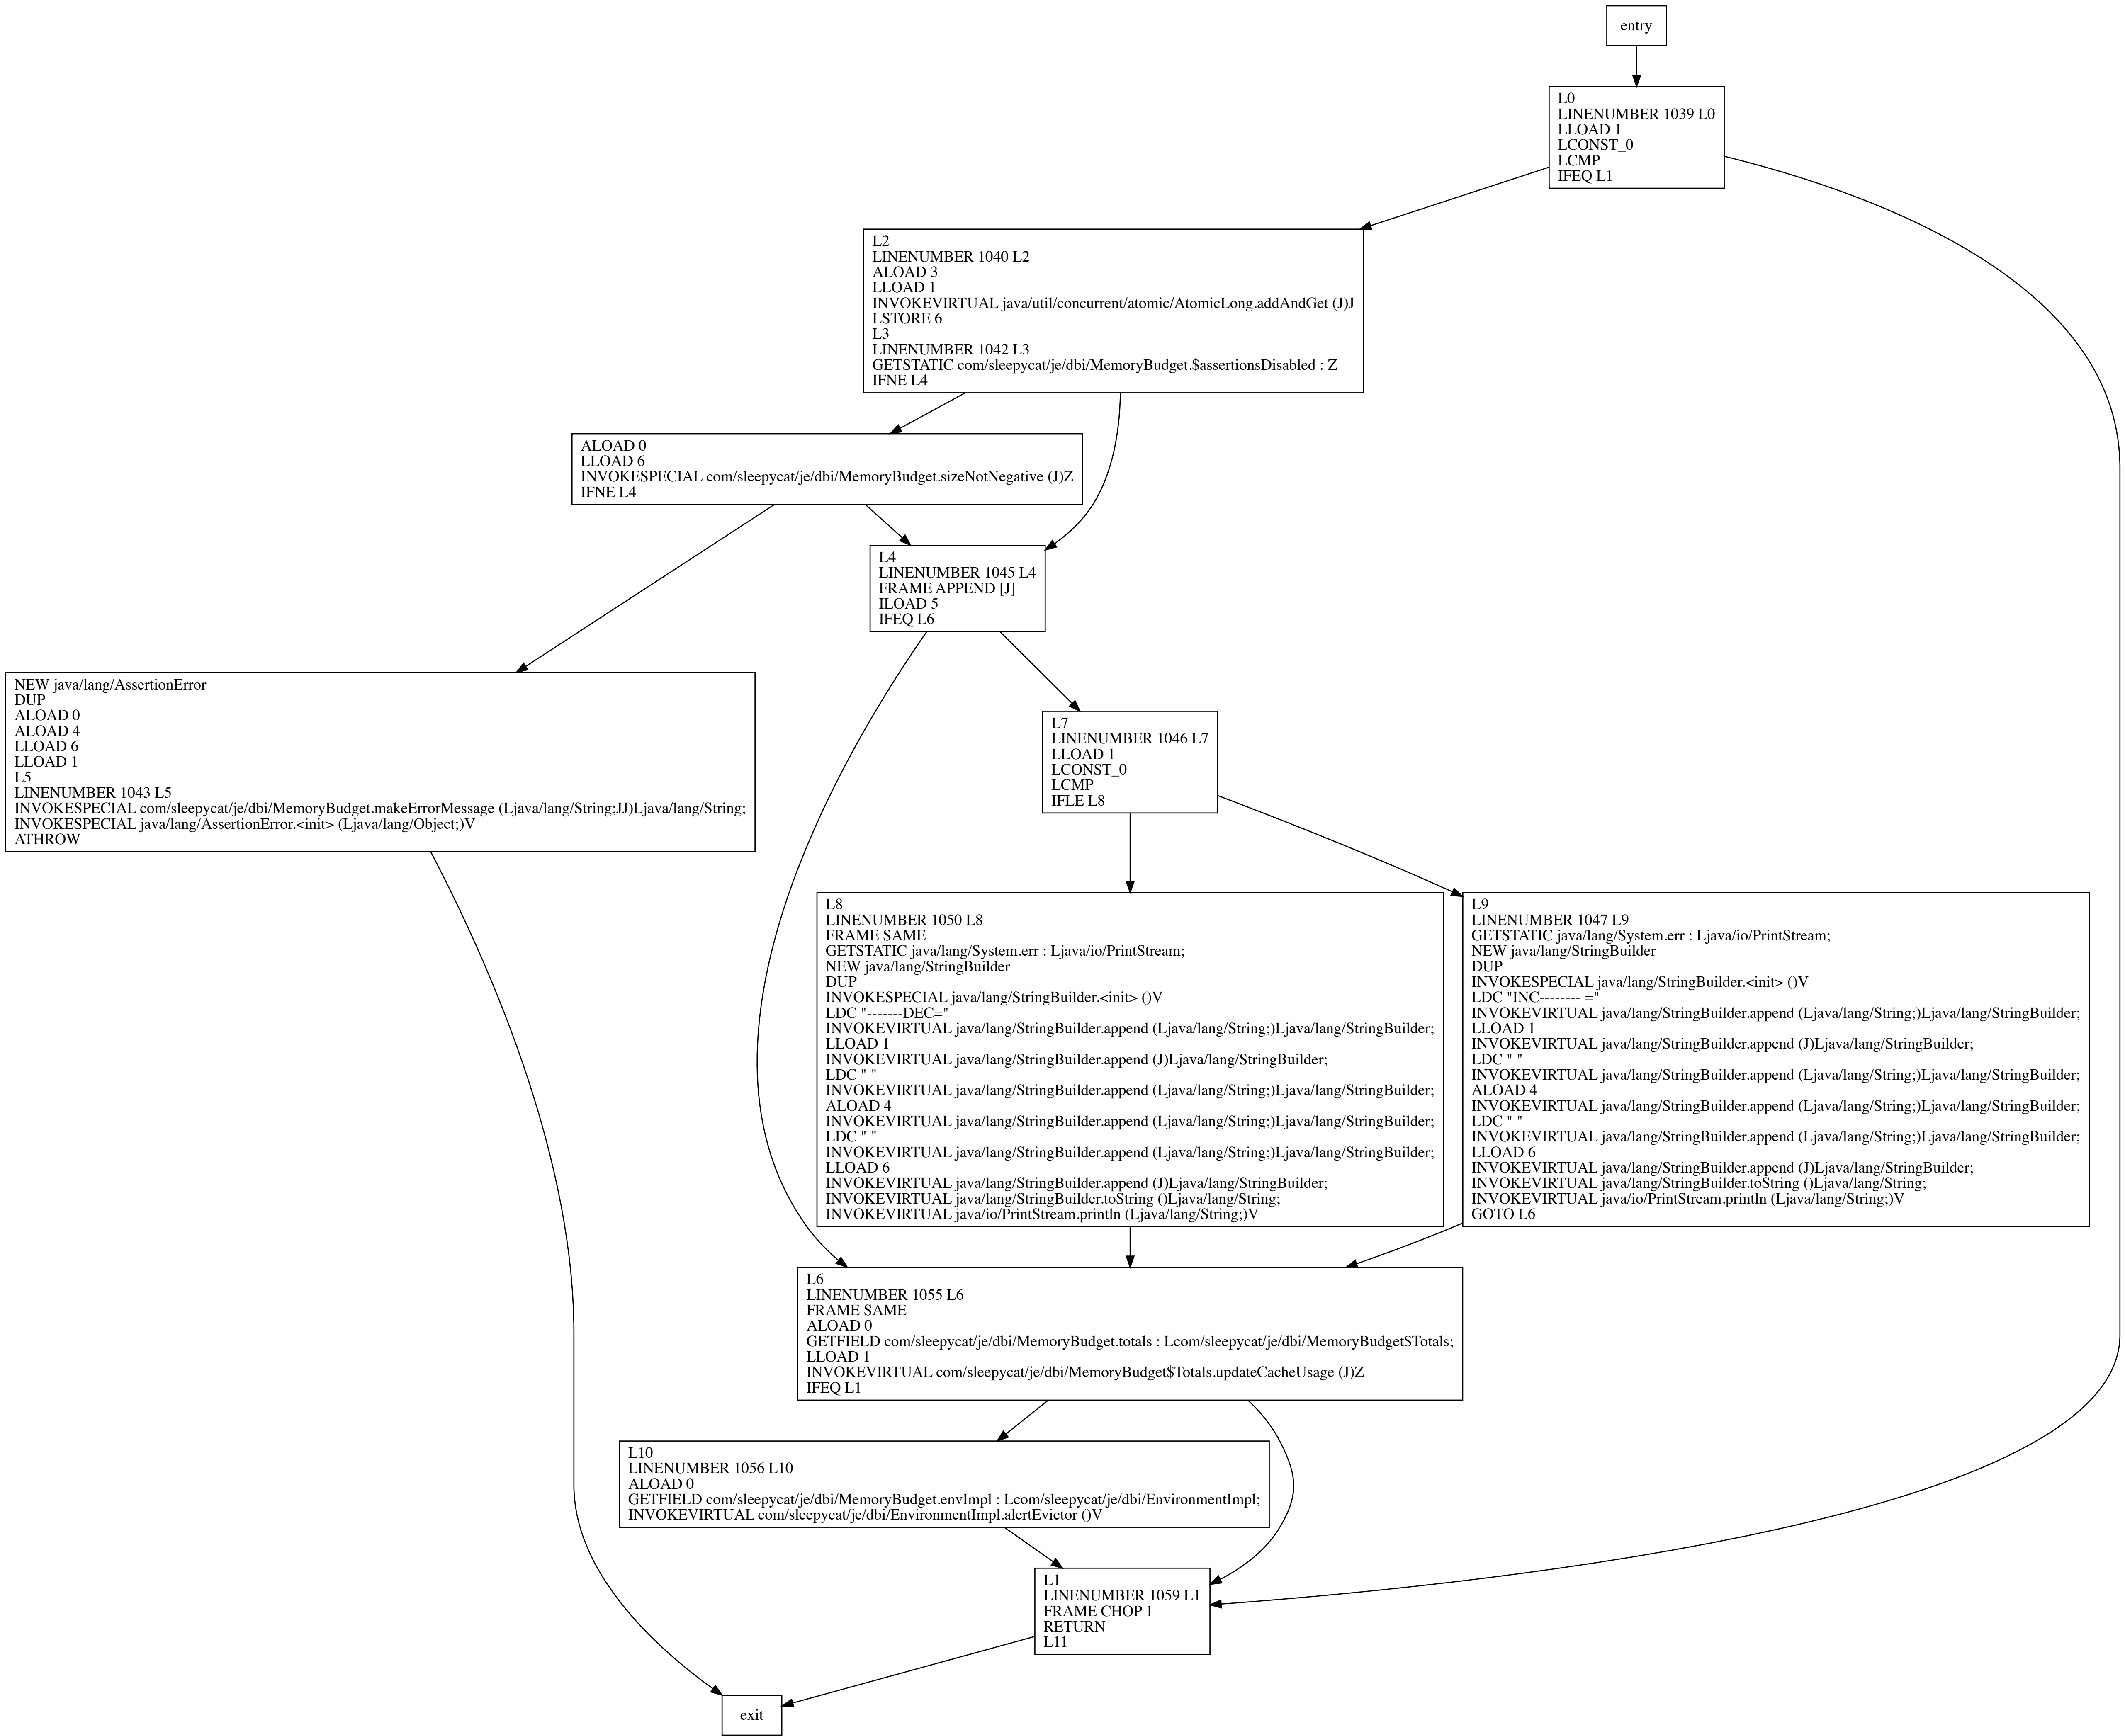 entry
L0
LINENUMBER 1039 L0
LLOAD 1
LCONST_0
LCMP
IFEQ L1
L2
LINENUMBER 1040 L2
ALOAD 3
LLOAD 1
INVOKEVIRTUAL java/util/concurrent/atomic/AtomicLong.addAndGet (J)J
LSTORE 6
L3
LINENUMBER 1042 L3
GETSTATIC com/sleepycat/je/dbi/MemoryBudget.$assertionsDisabled : Z
IFNE L4
ALOAD 0
LLOAD 6
INVOKESPECIAL com/sleepycat/je/dbi/MemoryBudget.sizeNotNegative (J)Z
IFNE L4
L4
LINENUMBER 1045 L4
FRAME APPEND [J]
ILOAD 5
IFEQ L6
NEW java/lang/AssertionError
DUP
ALOAD 0
ALOAD 4
LLOAD 6
LLOAD 1
L5
LINENUMBER 1043 L5
INVOKESPECIAL com/sleepycat/je/dbi/MemoryBudget.makeErrorMessage (Ljava/lang/String;JJ)Ljava/lang/String;
INVOKESPECIAL java/lang/AssertionError.<init> (Ljava/lang/Object;)V
ATHROW
L7
LINENUMBER 1046 L7
LLOAD 1
LCONST_0
LCMP
IFLE L8
L8
LINENUMBER 1050 L8
FRAME SAME
GETSTATIC java/lang/System.err : Ljava/io/PrintStream;
NEW java/lang/StringBuilder
DUP
INVOKESPECIAL java/lang/StringBuilder.<init> ()V
LDC "-------DEC="
INVOKEVIRTUAL java/lang/StringBuilder.append (Ljava/lang/String;)Ljava/lang/StringBuilder;
LLOAD 1
INVOKEVIRTUAL java/lang/StringBuilder.append (J)Ljava/lang/StringBuilder;
LDC " "
INVOKEVIRTUAL java/lang/StringBuilder.append (Ljava/lang/String;)Ljava/lang/StringBuilder;
ALOAD 4
INVOKEVIRTUAL java/lang/StringBuilder.append (Ljava/lang/String;)Ljava/lang/StringBuilder;
LDC " "
INVOKEVIRTUAL java/lang/StringBuilder.append (Ljava/lang/String;)Ljava/lang/StringBuilder;
LLOAD 6
INVOKEVIRTUAL java/lang/StringBuilder.append (J)Ljava/lang/StringBuilder;
INVOKEVIRTUAL java/lang/StringBuilder.toString ()Ljava/lang/String;
INVOKEVIRTUAL java/io/PrintStream.println (Ljava/lang/String;)V
L9
LINENUMBER 1047 L9
GETSTATIC java/lang/System.err : Ljava/io/PrintStream;
NEW java/lang/StringBuilder
DUP
INVOKESPECIAL java/lang/StringBuilder.<init> ()V
LDC "INC-------- ="
INVOKEVIRTUAL java/lang/StringBuilder.append (Ljava/lang/String;)Ljava/lang/StringBuilder;
LLOAD 1
INVOKEVIRTUAL java/lang/StringBuilder.append (J)Ljava/lang/StringBuilder;
LDC " "
INVOKEVIRTUAL java/lang/StringBuilder.append (Ljava/lang/String;)Ljava/lang/StringBuilder;
ALOAD 4
INVOKEVIRTUAL java/lang/StringBuilder.append (Ljava/lang/String;)Ljava/lang/StringBuilder;
LDC " "
INVOKEVIRTUAL java/lang/StringBuilder.append (Ljava/lang/String;)Ljava/lang/StringBuilder;
LLOAD 6
INVOKEVIRTUAL java/lang/StringBuilder.append (J)Ljava/lang/StringBuilder;
INVOKEVIRTUAL java/lang/StringBuilder.toString ()Ljava/lang/String;
INVOKEVIRTUAL java/io/PrintStream.println (Ljava/lang/String;)V
GOTO L6
L6
LINENUMBER 1055 L6
FRAME SAME
ALOAD 0
GETFIELD com/sleepycat/je/dbi/MemoryBudget.totals : Lcom/sleepycat/je/dbi/MemoryBudget$Totals;
LLOAD 1
INVOKEVIRTUAL com/sleepycat/je/dbi/MemoryBudget$Totals.updateCacheUsage (J)Z
IFEQ L1
L10
LINENUMBER 1056 L10
ALOAD 0
GETFIELD com/sleepycat/je/dbi/MemoryBudget.envImpl : Lcom/sleepycat/je/dbi/EnvironmentImpl;
INVOKEVIRTUAL com/sleepycat/je/dbi/EnvironmentImpl.alertEvictor ()V
L1
LINENUMBER 1059 L1
FRAME CHOP 1
RETURN
L11
exit